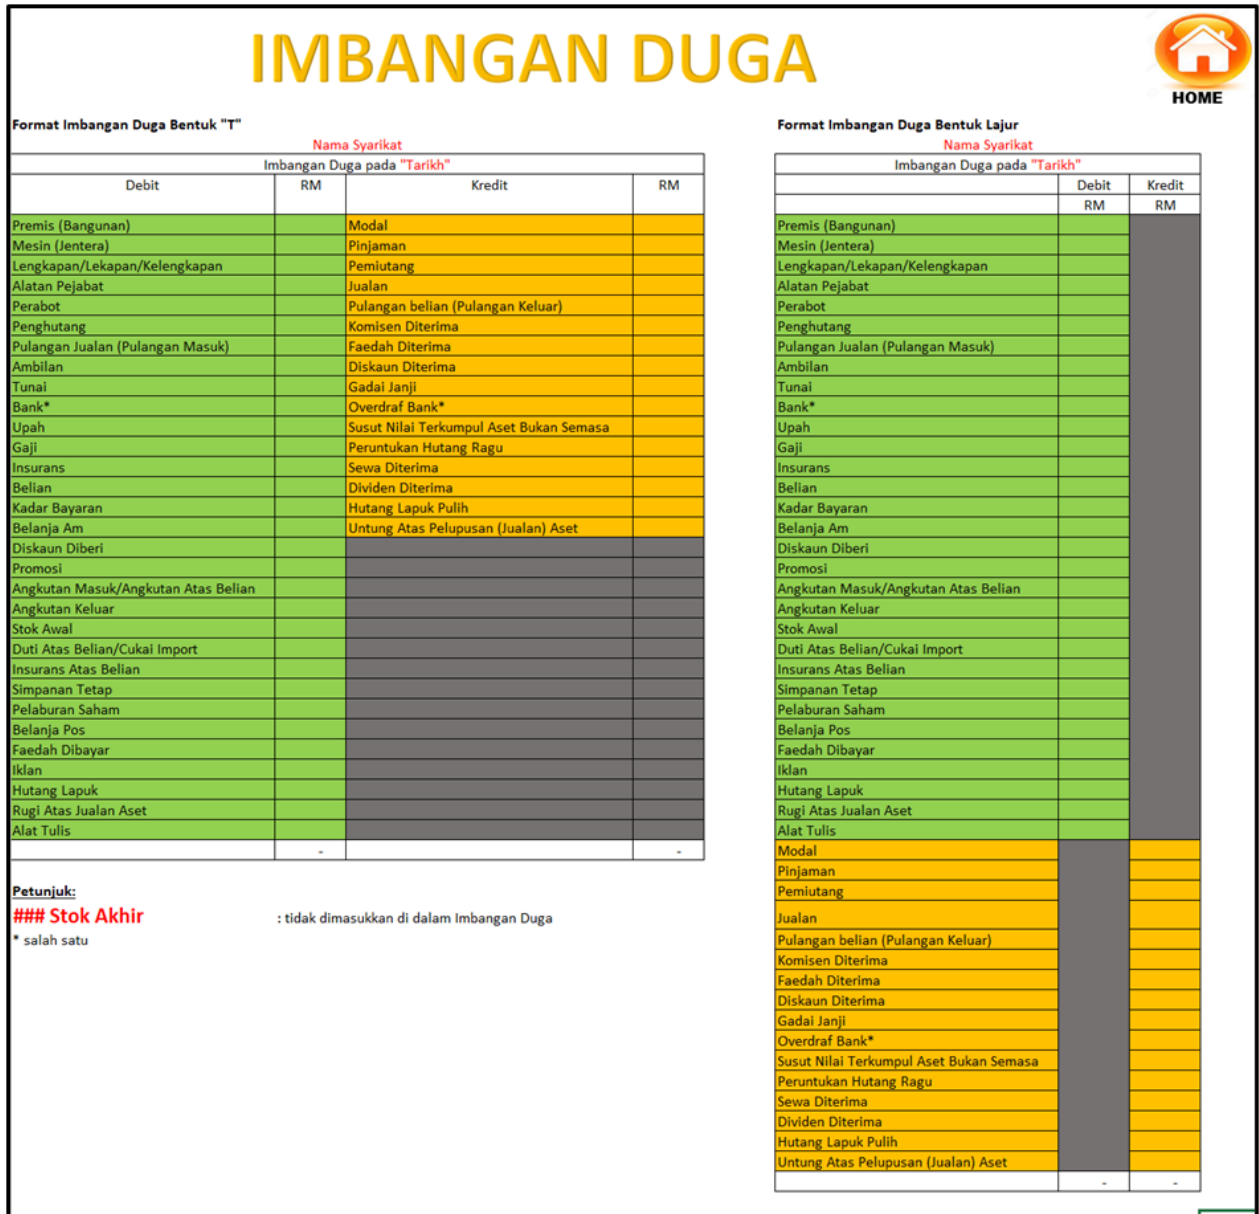 IMBANGAN DUGA
HOME
Format Imbangan Duga Bentuk "T"
Nama Syarikat
Imbangan Duga pada "Tarikh"
Debit RM Kredit RM
Premis (Bangunan) Modal
Mesin (Jentera) Pinjaman
Lengkapan/Lekapan/Kelengkapan Pemiutang
Alatan Pejabat Jualan
Perabot Pulangan belian (Pulangan Keluar)
Penghutang Komisen Diterima
Pulangan Jualan (Pulangan Masuk) Faedah Diterima
Ambilan Diskaun Diterima
Tunai Gadai Janji
Bank* Overdraf Bank*
Upah Susut Nilai Terkumpul Aset Bukan Semasa
Gaji Peruntukan Hutang Ragu
Insurans Sewa Diterima
Belian Dividen Diterima
Kadar Bayaran Hutang Lapuk Pulih
Belanja Am Untung Atas Pelupusan (Jualan) Aset
Diskaun Diberi
Promosi
Angkutan Masuk/Angkutan Atas Belian
Angkutan Keluar
Stok Awal
Duti Atas Belian/Cukai Import
Insurans Atas Belian
Simpanan Tetap
Pelaburan Saham
Belanja Pos
Faedah Dibayar
Iklan
Hutang Lapuk
Rugi Atas Jualan Aset
Alat Tulis
- -
Petunjuk:
### Stok Akhir : tidak dimasukkan di dalam Imbangan Duga
* salah satu
Format Imbangan Duga Bentuk Lajur
Nama Syarikat
Imbangan Duga pada "Tarikh"
Debit Kredit
RM RM
Premis (Bangunan)
Mesin (Jentera)
Lengkapan/Lekapan/Kelengkapan
Alatan Pejabat
Perabot
Penghutang
Pulangan Jualan (Pulangan Masuk)
Ambilan
Tunai
Bank*
Upah
Gaji
Insurans
Belian
Kadar Bayaran
Belanja Am
Diskaun Diberi
Promosi
Angkutan Masuk/Angkutan Atas Belian
Angkutan Keluar
Stok Awal
Duti Atas Belian/Cukai Import
Insurans Atas Belian
Simpanan Tetap
Pelaburan Saham
Belanja Pos
Faedah Dibayar
Iklan
Hutang Lapuk
Rugi Atas Jualan Aset
Alat Tulis
Modal
Pinjaman
Pemiutang
Jualan
Pulangan belian (Pulangan Keluar)
Komisen Diterima
Faedah Diterima
Diskaun Diterima
Gadai Janji
Overdraf Bank*
Susut Nilai Terkumpul Aset Bukan Semasa
Peruntukan Hutang Ragu
Sewa Diterima
Dividen Diterima
Hutang Lapuk Pulih
Untung Atas Pelupusan (Jualan) Aset
- -